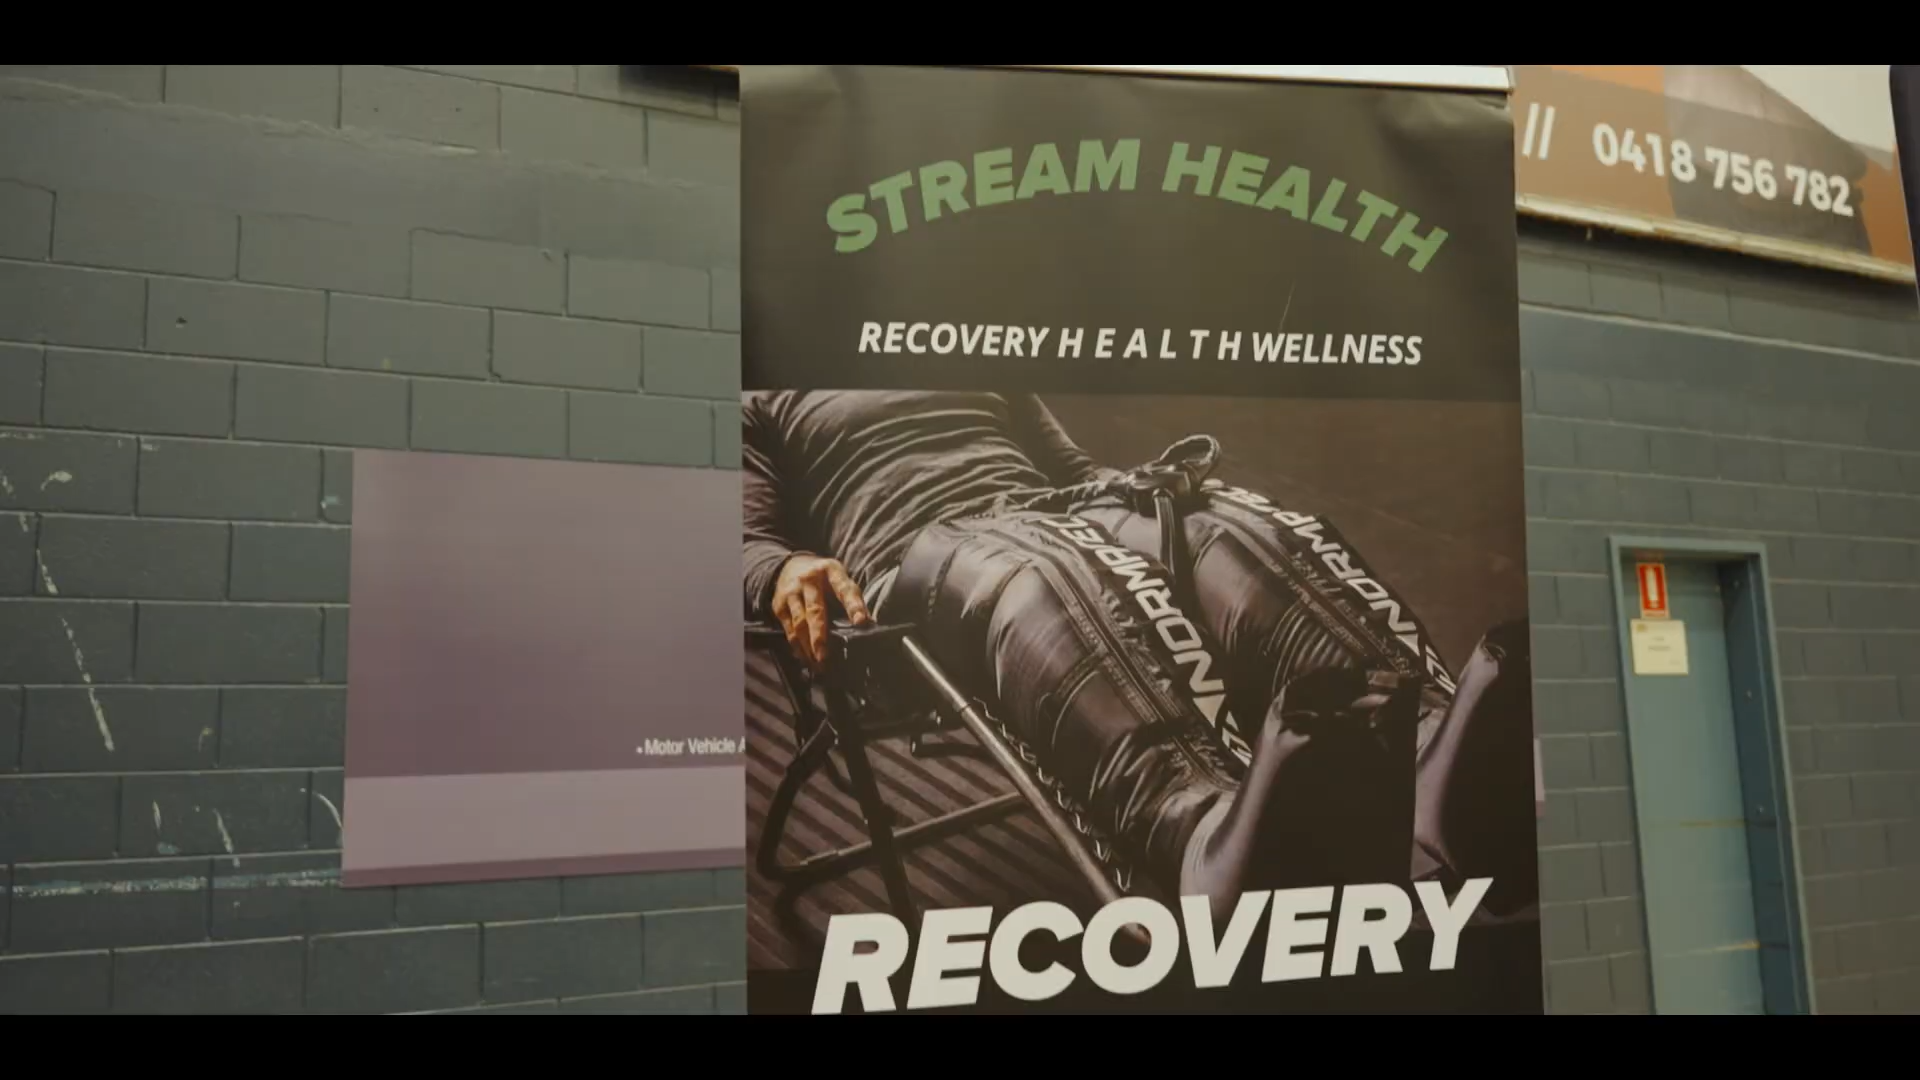 STREAM HEALTH
RECOVERY H E A L T H WELLNESS
NORMATEC
NORMATEC
RECOVERY
// 0418 756 782
• Motor Vehicle A